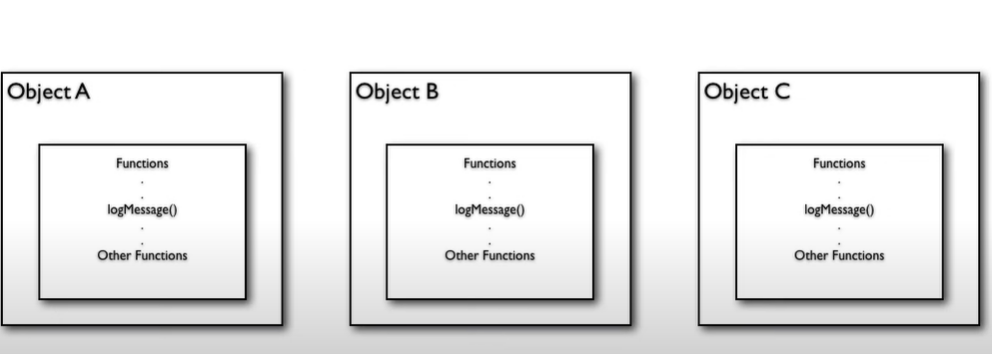 Object A
Functions
.
.
logMessage()
.
.
Other Functions
Object B
Functions
.
.
logMessage()
.
.
Other Functions
Object C
Functions
.
.
logMessage()
.
.
Other Functions